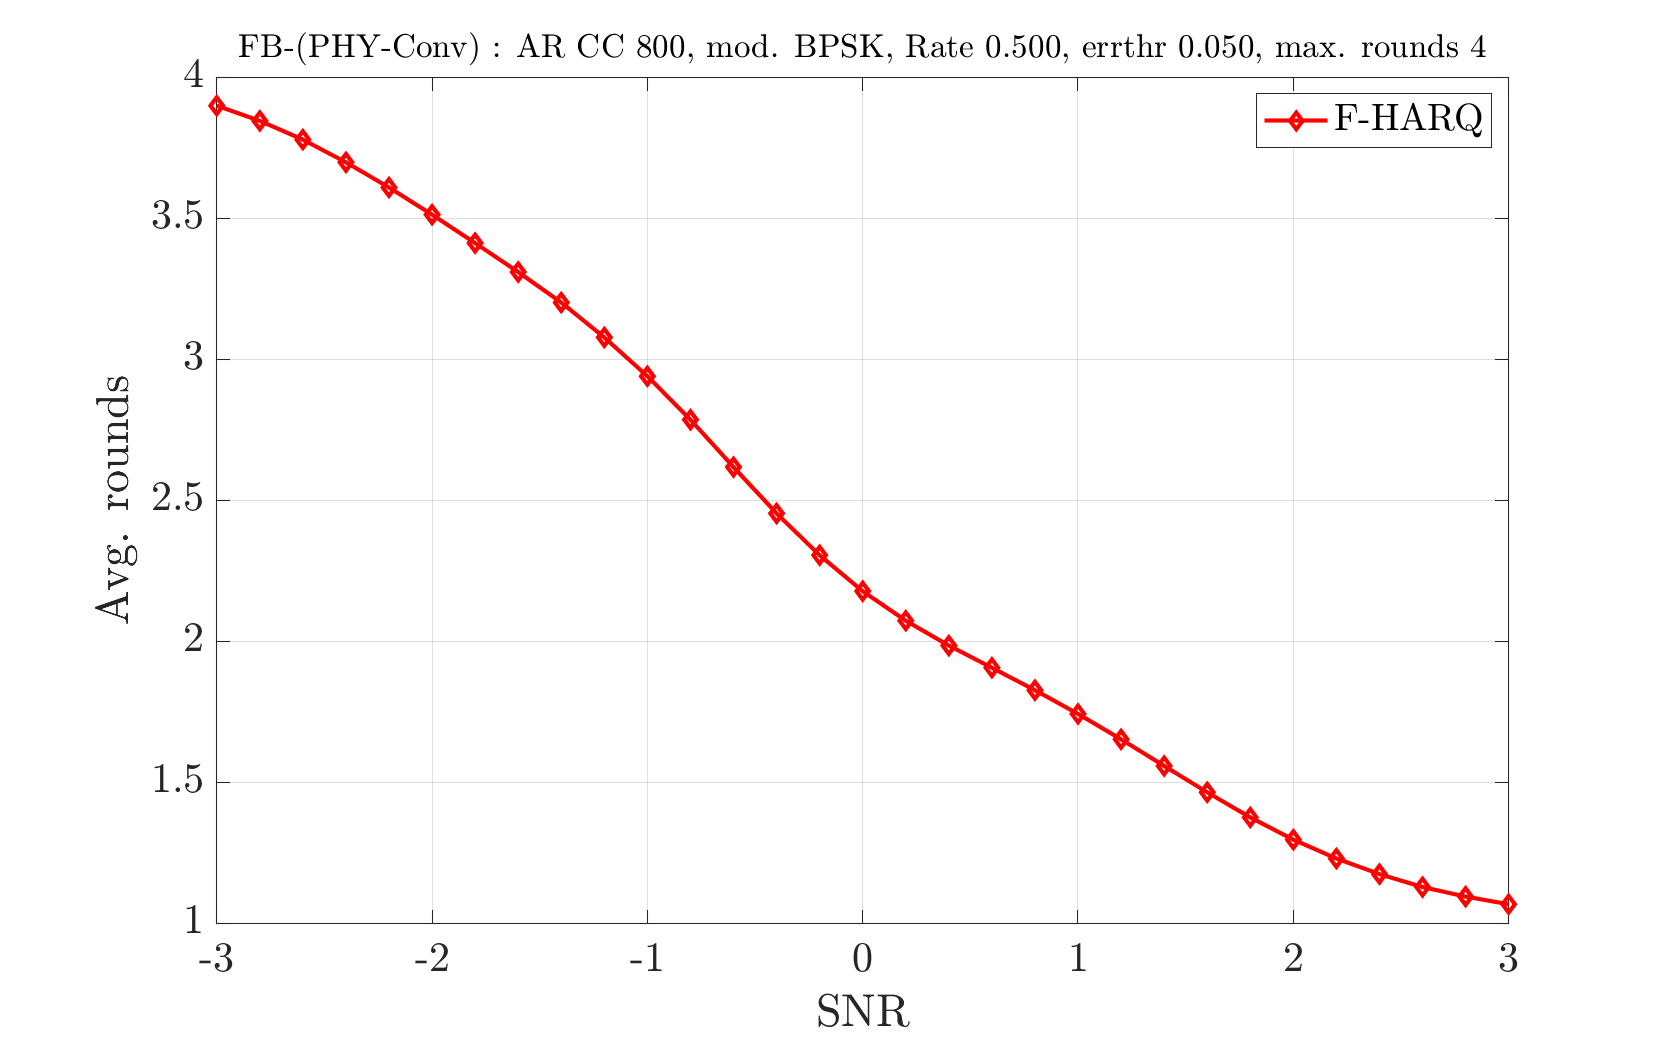 FB-(PHY-Conv) : AR CC 800, mod. BPSK, Rate 0.500, errthr 0.050, max. rounds 4
F-HARQ
4
3.5
3
2.5
2
1.5
1
Avg. rounds
-3 -2 -1 0 1 2 3
SNR